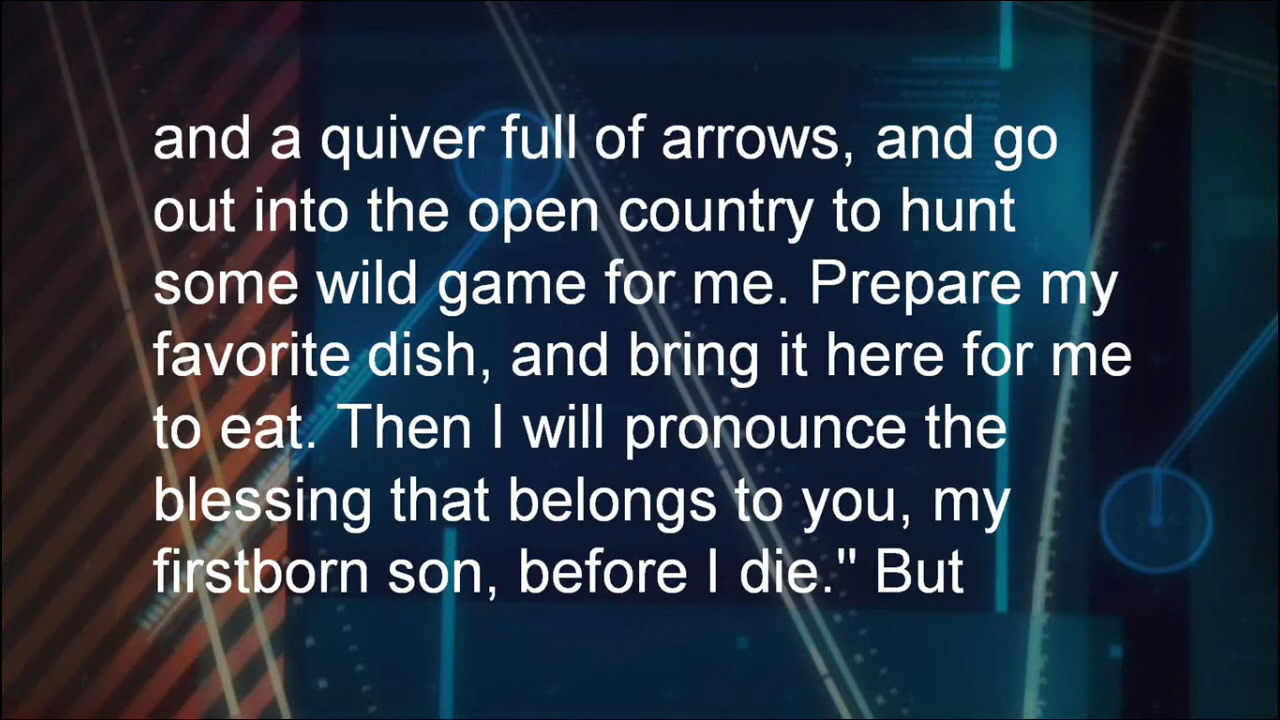 and a quiver full of arrows, and go
out into the open country to hunt
some wild game for me. Prepare my
favorite dish, and bring it here for me
to eat. Then I will pronounce the
blessing that belongs to you, my
firstborn son, before I die." But